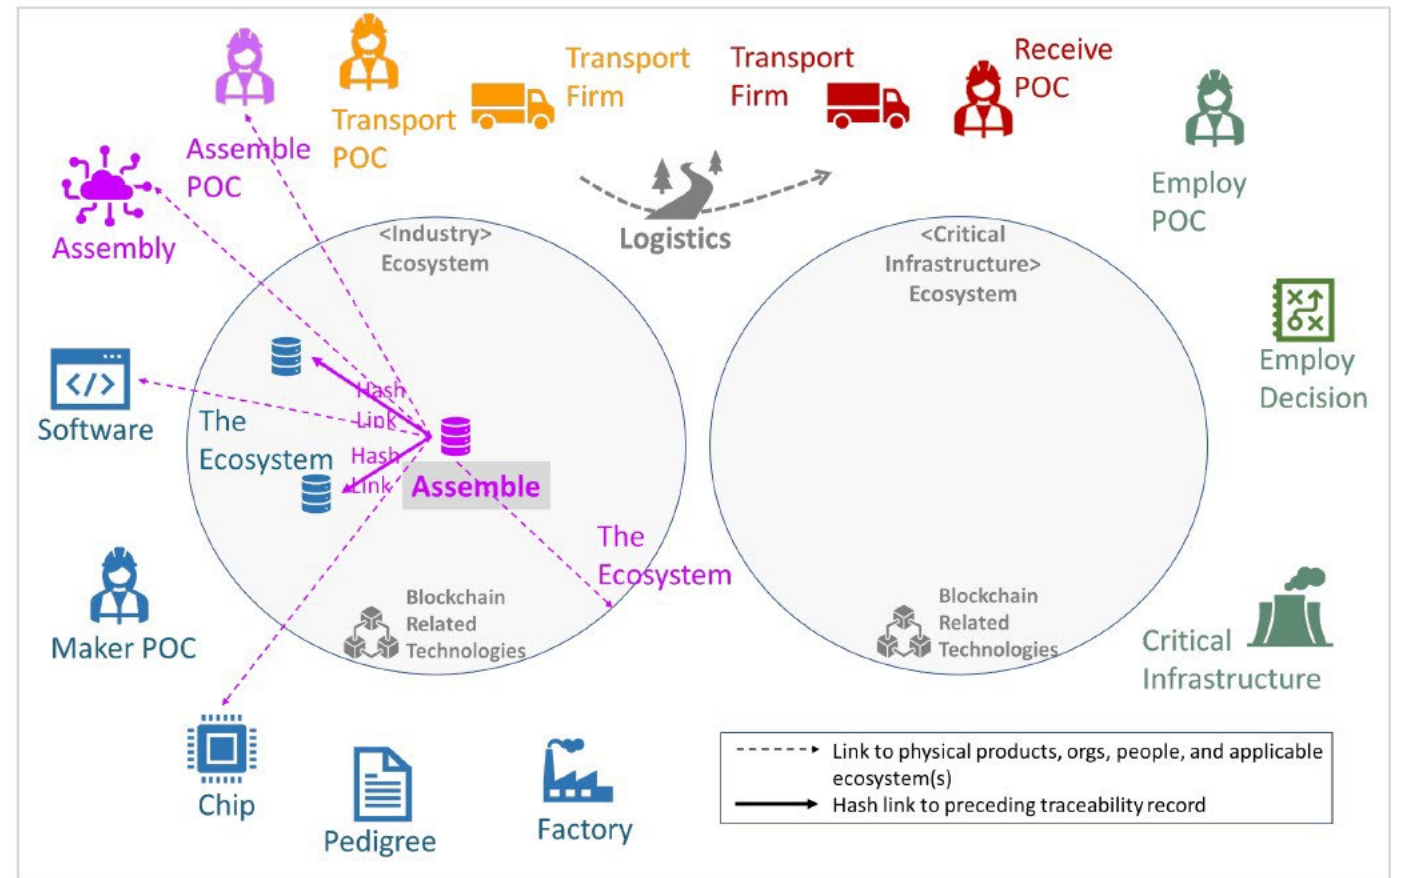 Transport
Firm
Transport
Firm
Receive
POC
Transport
POC
Assemble
POC
Employ
POC
Assembly
Logistics
<Industry>
Ecosystem
<Critical
Infrastructure>
Ecosystem
Employ
Decision
Software
The
Ecosystem
Hash
Link
Hash
Link
Assemble
The
Ecosystem
Blockchain
Related
Technologies
Blockchain
Related
Technologies
Maker POC
Critical
Infrastructure
Chip
Pedigree
Factory
Link to physical products, orgs, people, and applicable
ecosystem(s)
Hash link to preceding traceability record